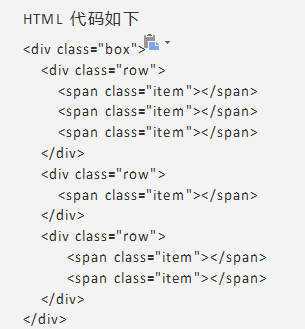 HTML 代码如下
<div class="box">
<div class="row">
<span class="item"></span>
<span class="item"></span>
<span class="item"></span>
</div>
<div class="row">
<span class="item"></span>
</div>
<div class="row">
<span class="item"></span>
<span class="item"></span>
</div>
</div>